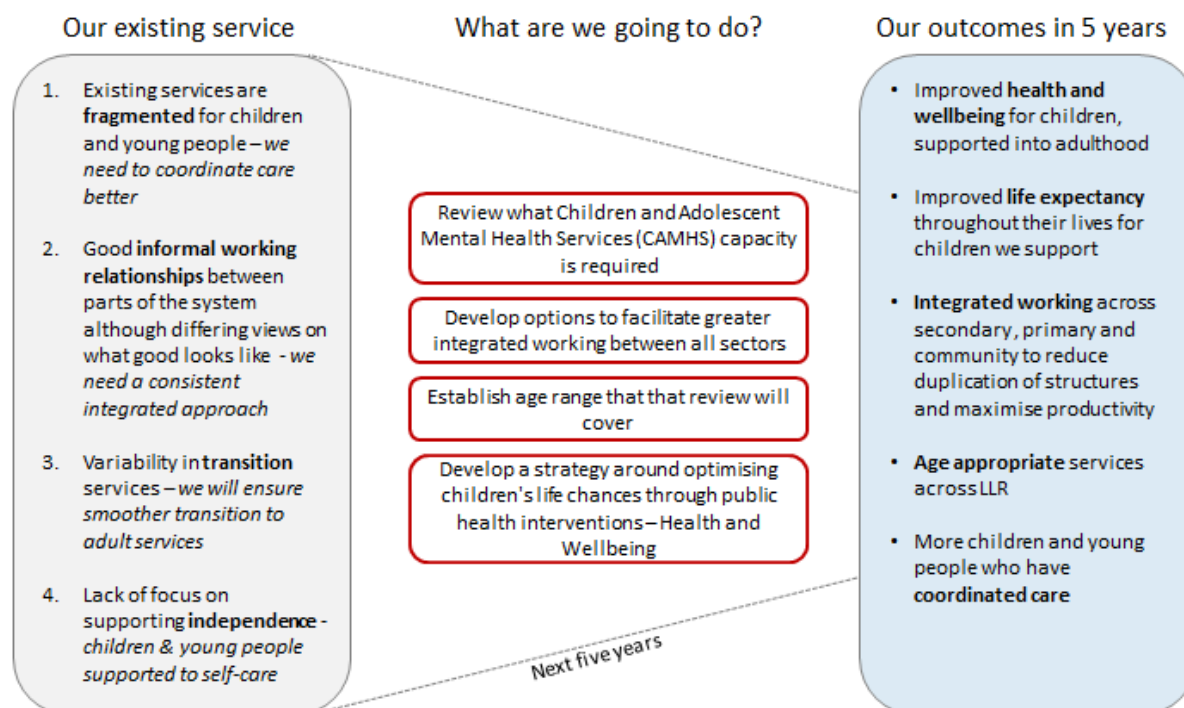 Our existing service
1. Existing services are
fragmented for children
and young people – we
need to coordinate care
better
2. Good informal working
relationships between
parts of the system
although differing views on
what good looks like - we
need a consistent
integrated approach
3. Variability in transition
services – we will ensure
smoother transition to
adult services
4. Lack of focus on
supporting independence -
children & young people
supported to self-care
What are we going to do?
Review what Children and Adolescent
Mental Health Services (CAMHS) capacity
is required
Develop options to facilitate greater
integrated working between all sectors
Establish age range that that review will
cover
Develop a strategy around optimising
children's life chances through public
health interventions – Health and
Wellbeing
Next five years
Our outcomes in 5 years
• Improved health and
wellbeing for children,
supported into adulthood
• Improved life expectancy
throughout their lives for
children we support
• Integrated working across
secondary, primary and
community to reduce
duplication of structures
and maximise productivity
• Age appropriate services
across LLR
• More children and young
people who have
coordinated care